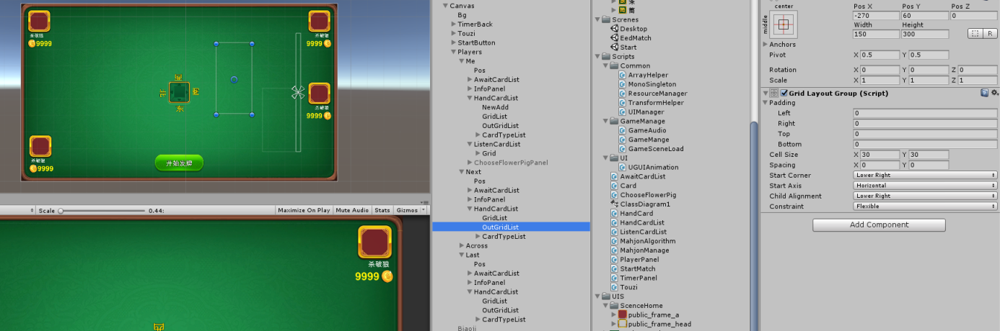 杀破狼
9999
杀破狼
9999
杀破狼
9999
东
杀破狼
9999
开始发牌
Scale
0.44:
Maximize On Play
Mute Audio
Stats
Gizmos
杀破狼
9999
Canvas
Bg
TimerBack
Touzi
StartButton
Players
Me
Pos
AwaitCardList
InfoPanel
HandCardList
NewAdd
GridList
OutGridList
CardTypeList
ListenCardList
Grid
ChooseFlowerPigPanel
Next
Pos
AwaitCardList
InfoPanel
HandCardList
GridList
OutGridList
CardTypeList
Across
Last
Pos
AwaitCardList
InfoPanel
HandCardList
GridList
OutGridList
CardTypeList
Biaoji
筒
Screnes
Desktop
EedMatch
Start
Scripts
Common
ArrayHelper
MonoSingleton
ResourceManager
TransformHelper
UIManager
GameManage
GameAudio
GameMange
GameSceneLoad
UI
UGUIAnimation
AwaitCardList
Card
ChooseFlowerPig
ClassDiagram1
HandCard
HandCardList
ListenCardList
MahjonAlgorithm
MahjonManage
PlayerPanel
StartMatch
TimerPanel
Touzi
UIS
ScenceHome
public_frame_a
public_frame_head
center
middle
Pos X Pos Y Pos Z
-270 60 0
Width Height
150 300 R
Anchors
Pivot X 0.5 Y 0.5
Rotation X 0 Y 0 Z 0
Scale X 1 Y 1 Z 1
Grid Layout Group (Script)
Padding
Left 0
Right 0
Top 0
Bottom 0
Cell Size X 30 Y 30
Spacing X 0 Y 0
Start Corner Lower Right
Start Axis Horizontal
Child Alignment Lower Right
Constraint Flexible
Add Component